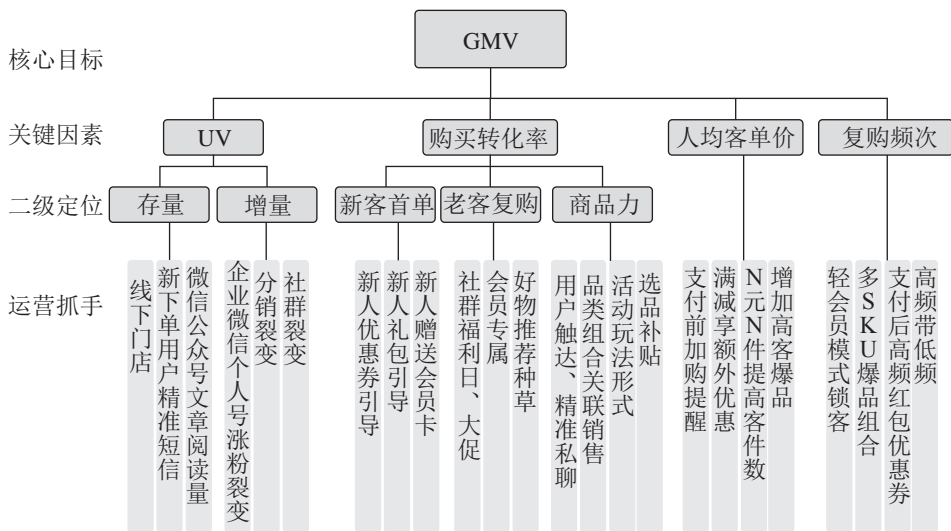 核心目标
GMV
关键因素
UV
购买转化率
人均客单价
复购频次
二级定位
存量
增量
新客首单
老客复购
商品力
运营抓手
线下门店
新下单用户精准短信
微信公众号文章阅读量
企业微信个人号涨粉裂变
分销裂变
社群裂变
新人优惠券引导
新人礼包引导
新人赠送会员卡
社群福利日、大促
会员专属
好物推荐种草
用户触达、精准私聊
品类组合关联销售
活动玩法形式
选品补贴
支付前加购提醒
满减享额外优惠
N元N件提高客件数
增加高客爆品
轻会员模式锁客
多SKU爆品组合
支付后高频红包优惠券
高频带低频